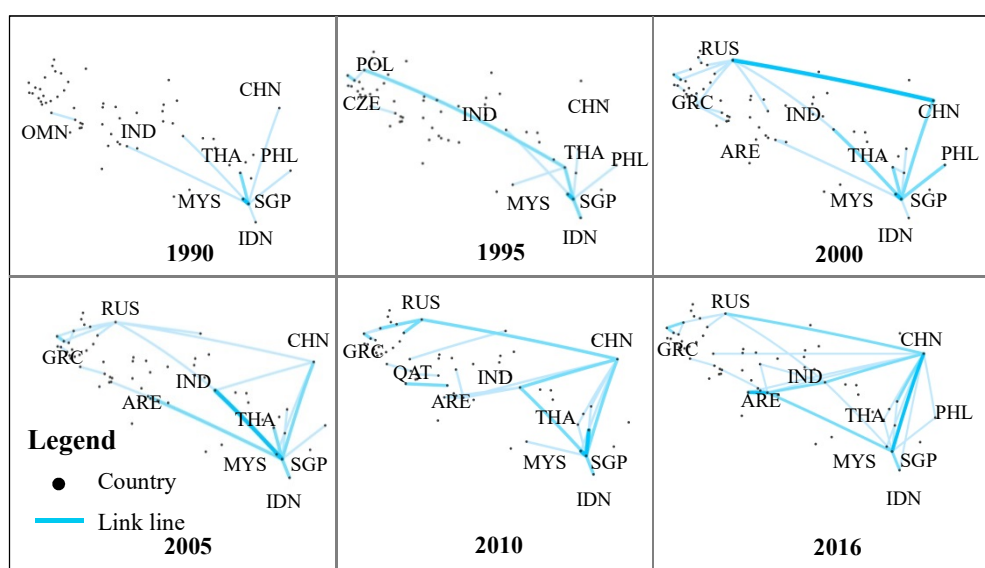 CHN
OMN
IND
THA
PHL
MYS
SGP
IDN
1990
POL
CZE
IND
CHN
THA
PHL
MYS
SGP
IDN
1995
RUS
GRC
IND
CHN
ARE
THA
PHL
MYS
SGP
IDN
2000
RUS
GRC
CHN
IND
ARE
THA
Legend
MYS
SGP
Country
IDN
Link line
2005
RUS
GRC
CHN
QAT
IND
ARE
THA
MYS
SGP
IDN
2010
RUS
GRC
CHN
IND
ARE
THA
PHL
MYS
SGP
IDN
2016